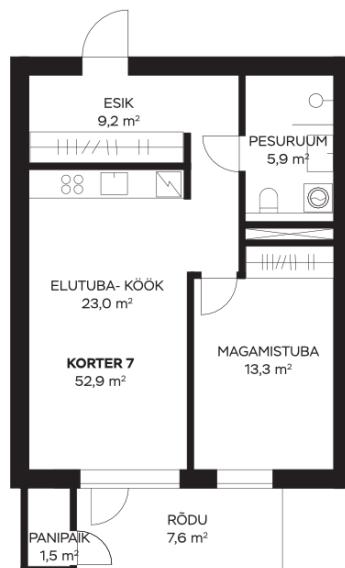 ESIK
9,2 m²
PESURUUM
5,9 m²
ELUTUBA- KÖÖK
23,0 m²
KORTER 7
52,9 m²
MAGAMISTUBA
13,3 m²
PANIPAIK
1,5 m²
RÕDU
7,6 m²